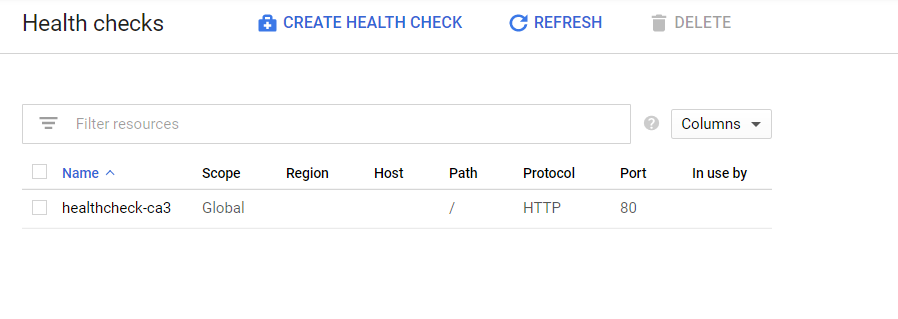 Health checks CREATE HEALTH CHECK REFRESH DELETE
Filter resources ? Columns
Name Scope Region Host Path Protocol Port In use by
healthcheck-ca3 Global / HTTP 80